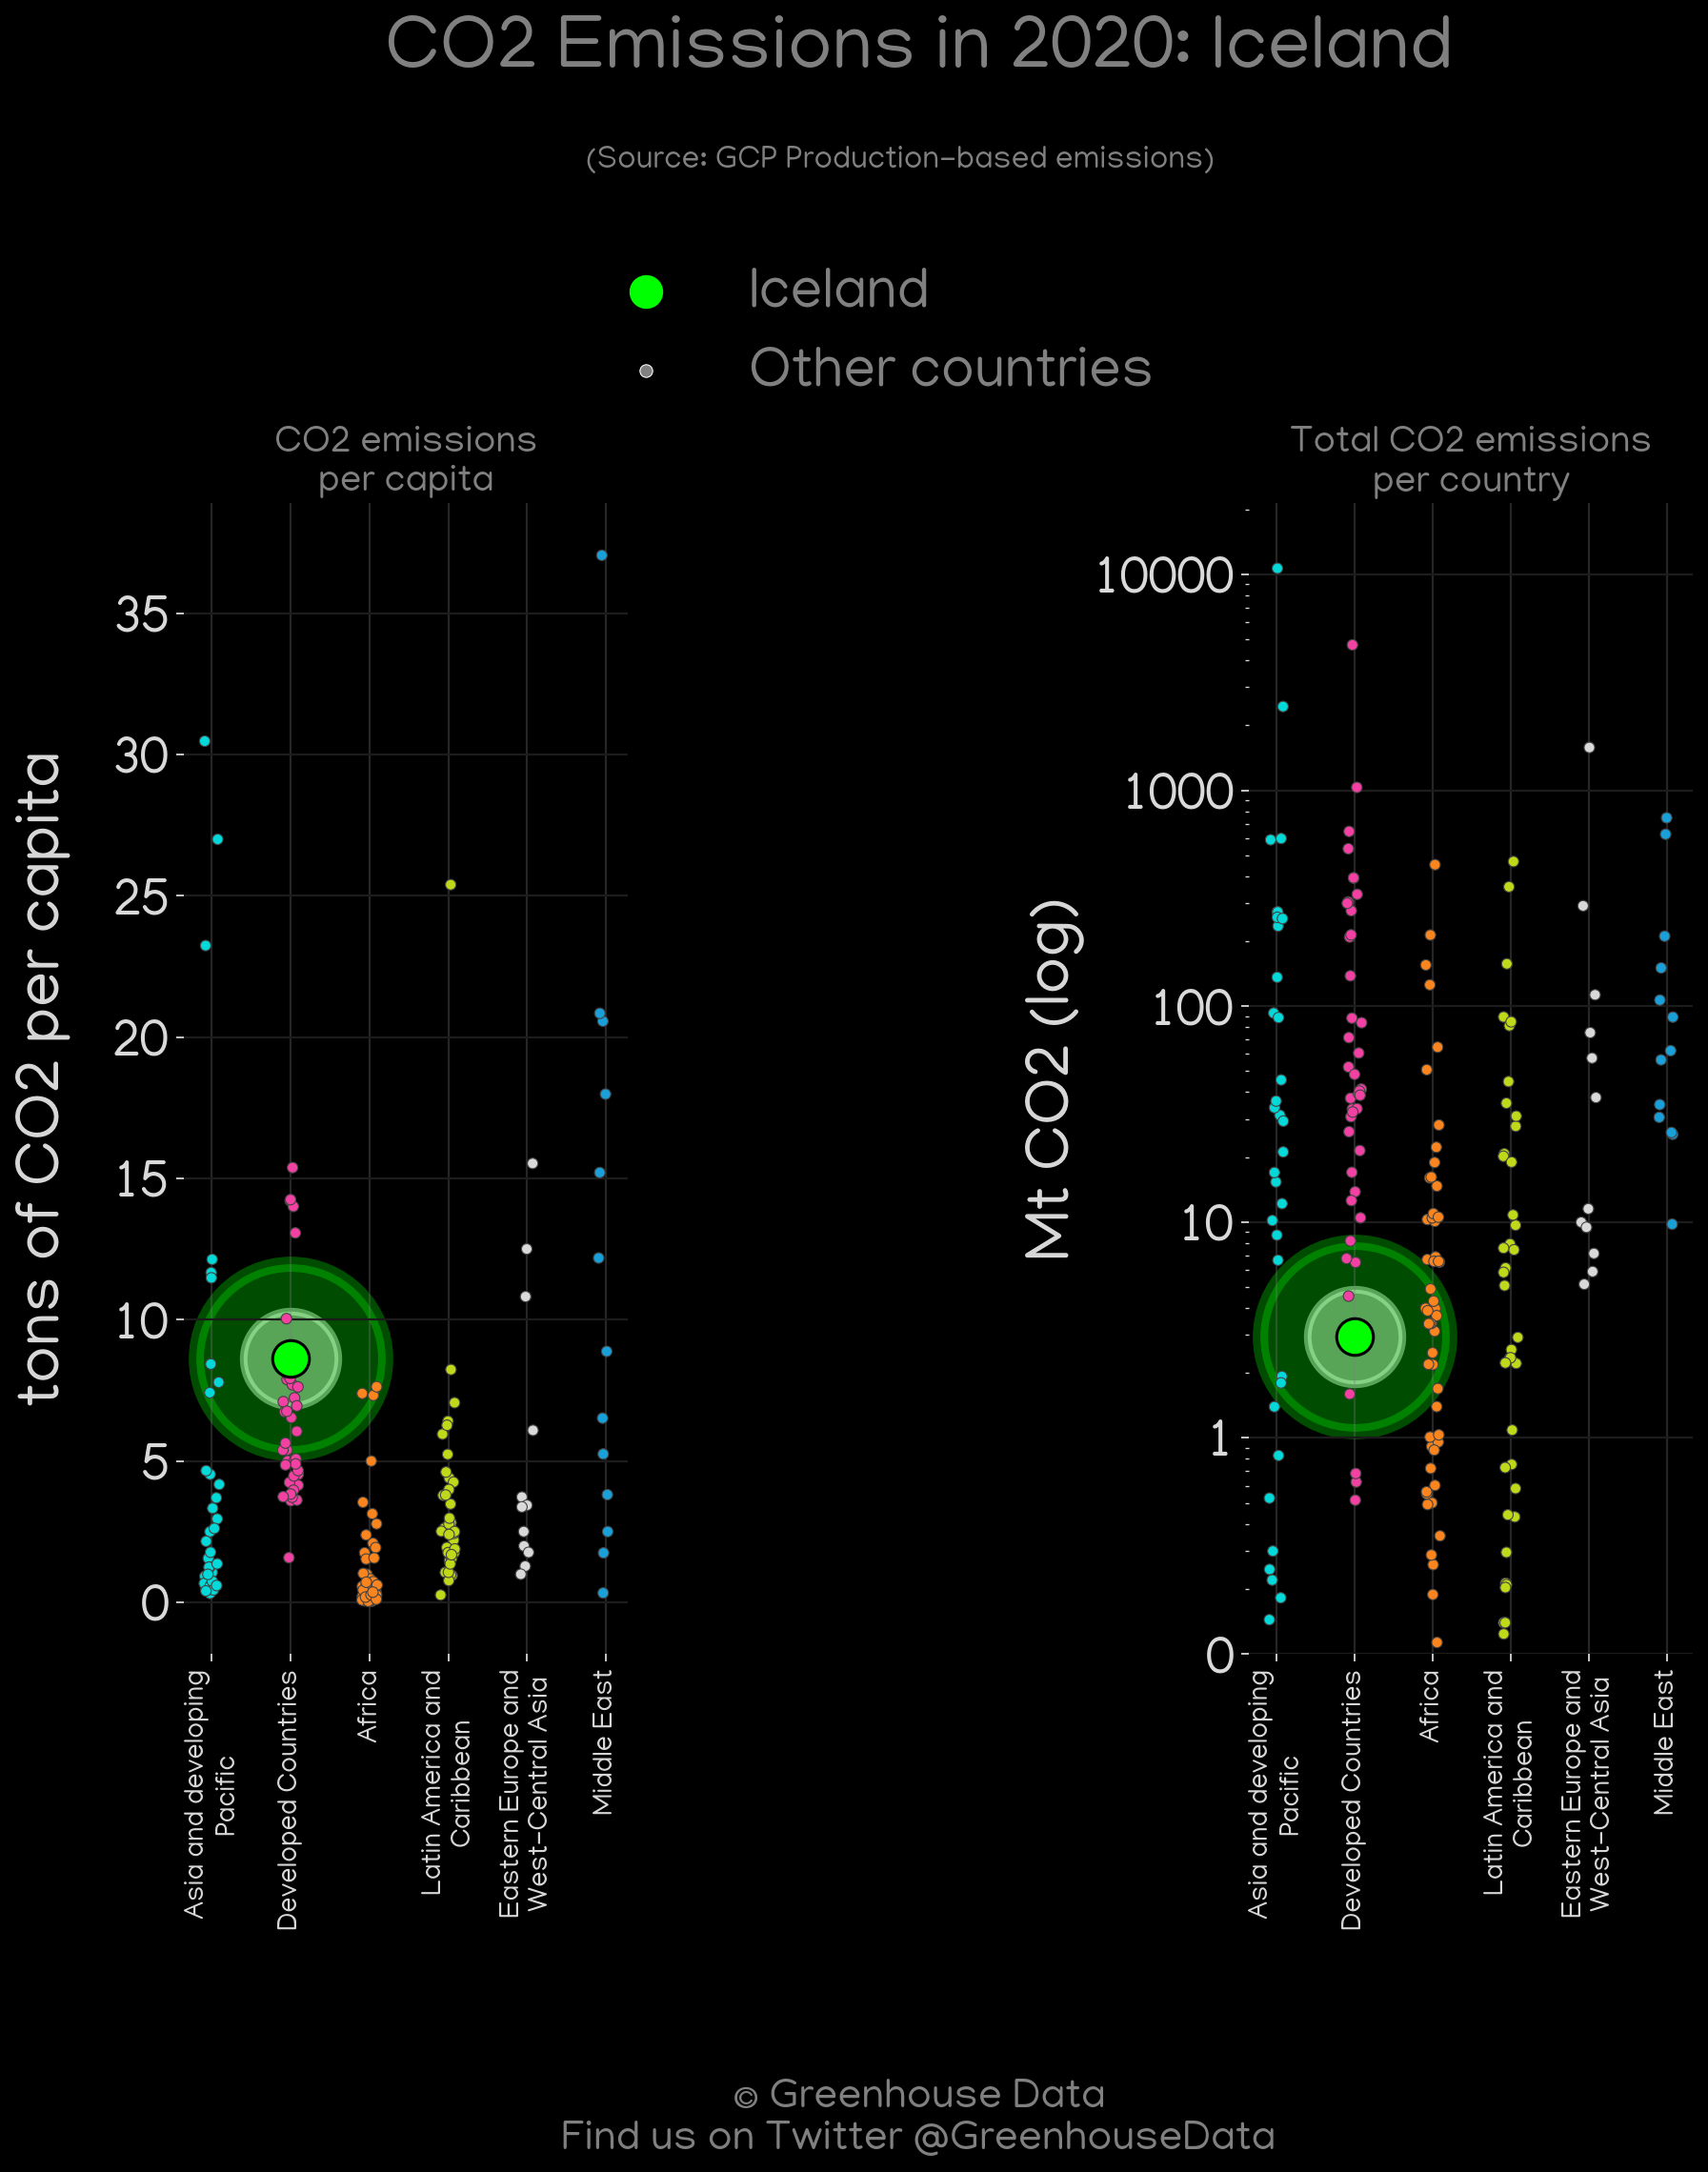 CO2 Emissions in 2020: Iceland
(Source: GCP Production-based emissions)
Iceland
Other countries
CO2 emissions
per capita
tons of CO2 per capita
35
30
25
20
15
10
5
0
Asia and developing
Pacific
Developed Countries
Africa
Latin America and
Caribbean
Eastern Europe and
West-Central Asia
Middle East
Total CO2 emissions
per country
Mt CO2 (log)
10000
1000
100
10
1
0
Asia and developing
Pacific
Developed Countries
Africa
Latin America and
Caribbean
Eastern Europe and
West-Central Asia
Middle East
© Greenhouse Data
Find us on Twitter @GreenhouseData